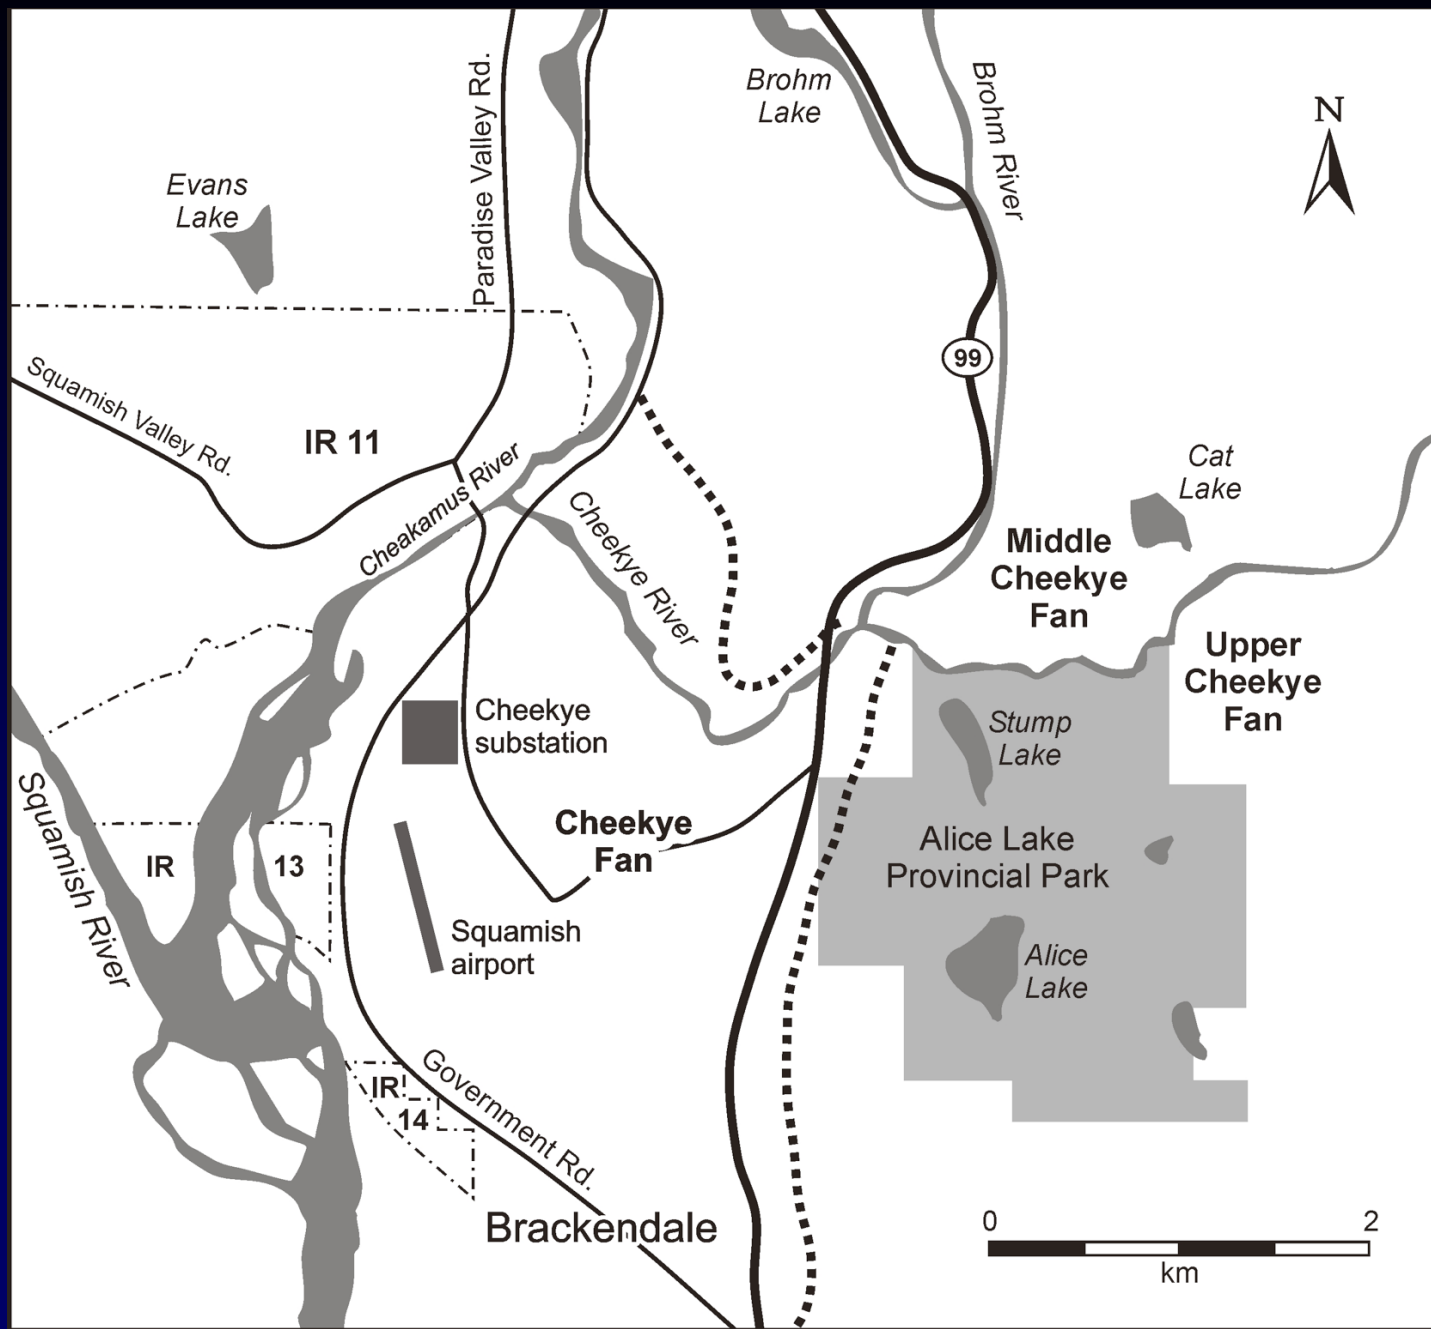 Brohm
Lake
Brohm River
N
Paradise Valley Rd.
Evans
Lake
99
Squamish Valley Rd.
IR 11
Cheakamus River
Cheekye River
Cat
Lake
Middle
Cheekye
Fan
Upper
Cheekye
Fan
Cheekye
substation
Stump
Lake
Squamish River
Cheekye
Fan
IR 13
Alice Lake
Provincial Park
Squamish
airport
Alice
Lake
Government Rd.
IR
14
Brackendale
0 2
km